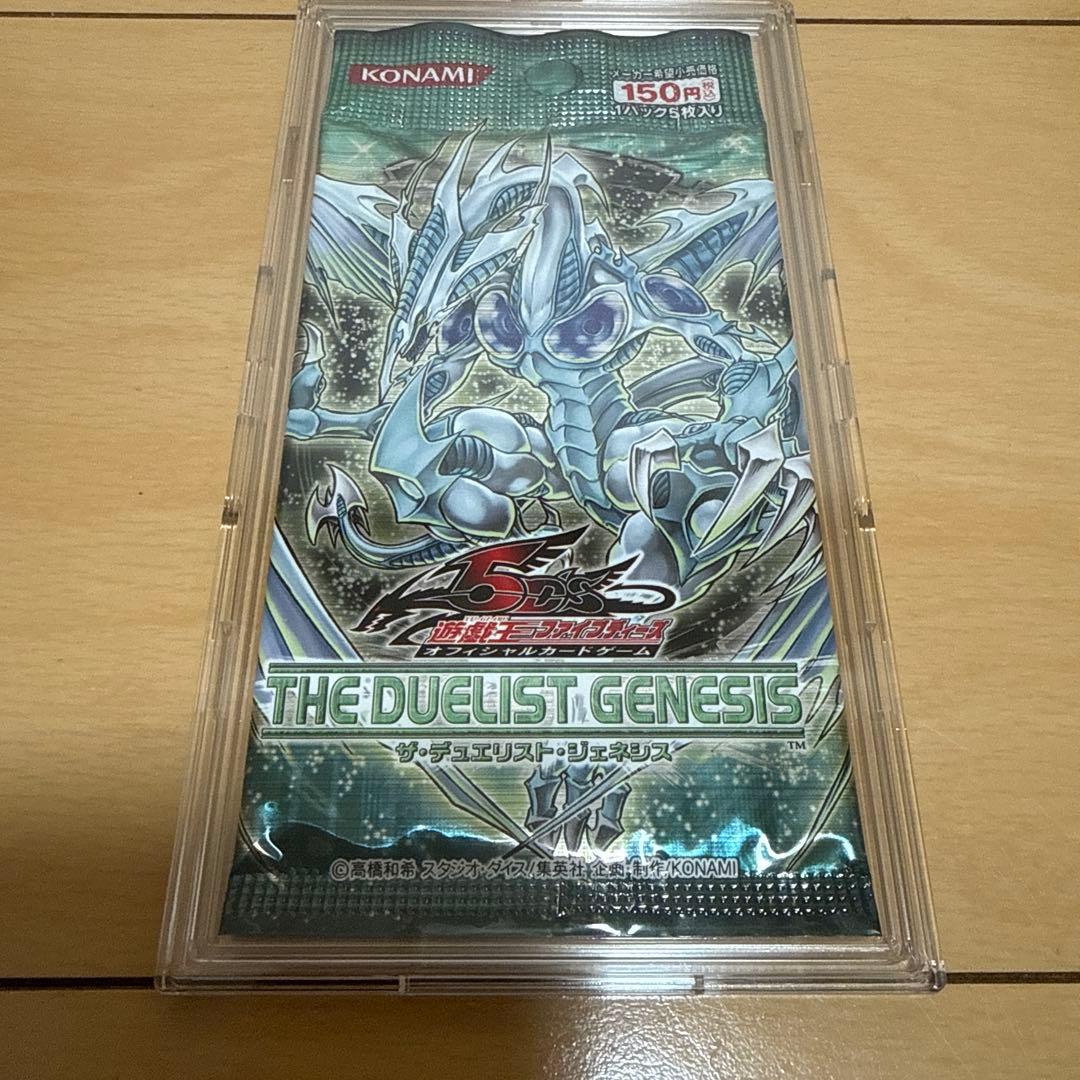 KONAMI
メーカー希望小売価格
150円(税込)
1パック5枚入り
5D's
遊戯王ファイブディーズ
オフィシャルカードゲーム
THE DUELIST GENESIS
TM
ザ・デュエリスト・ジェネシス
©高橋和希 スタジオ・ダイス/集英社 企画・制作/KONAMI